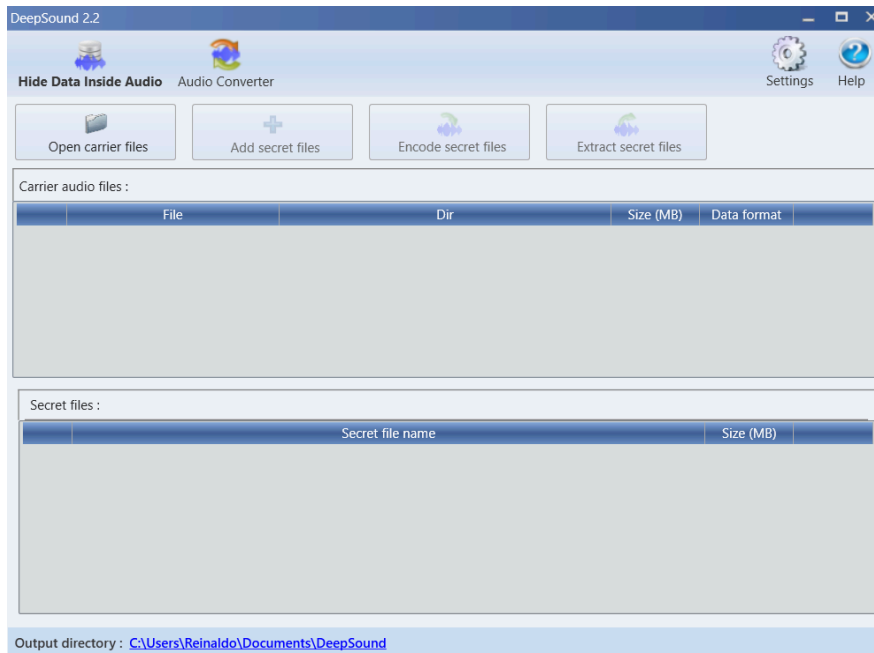 DeepSound 2.2
Hide Data Inside Audio Audio Converter Settings Help
Open carrier files Add secret files Encode secret files Extract secret files
Carrier audio files :
File Dir Size (MB) Data format
Secret files :
Secret file name Size (MB)
Output directory : C:\Users\Reinaldo\Documents\DeepSound